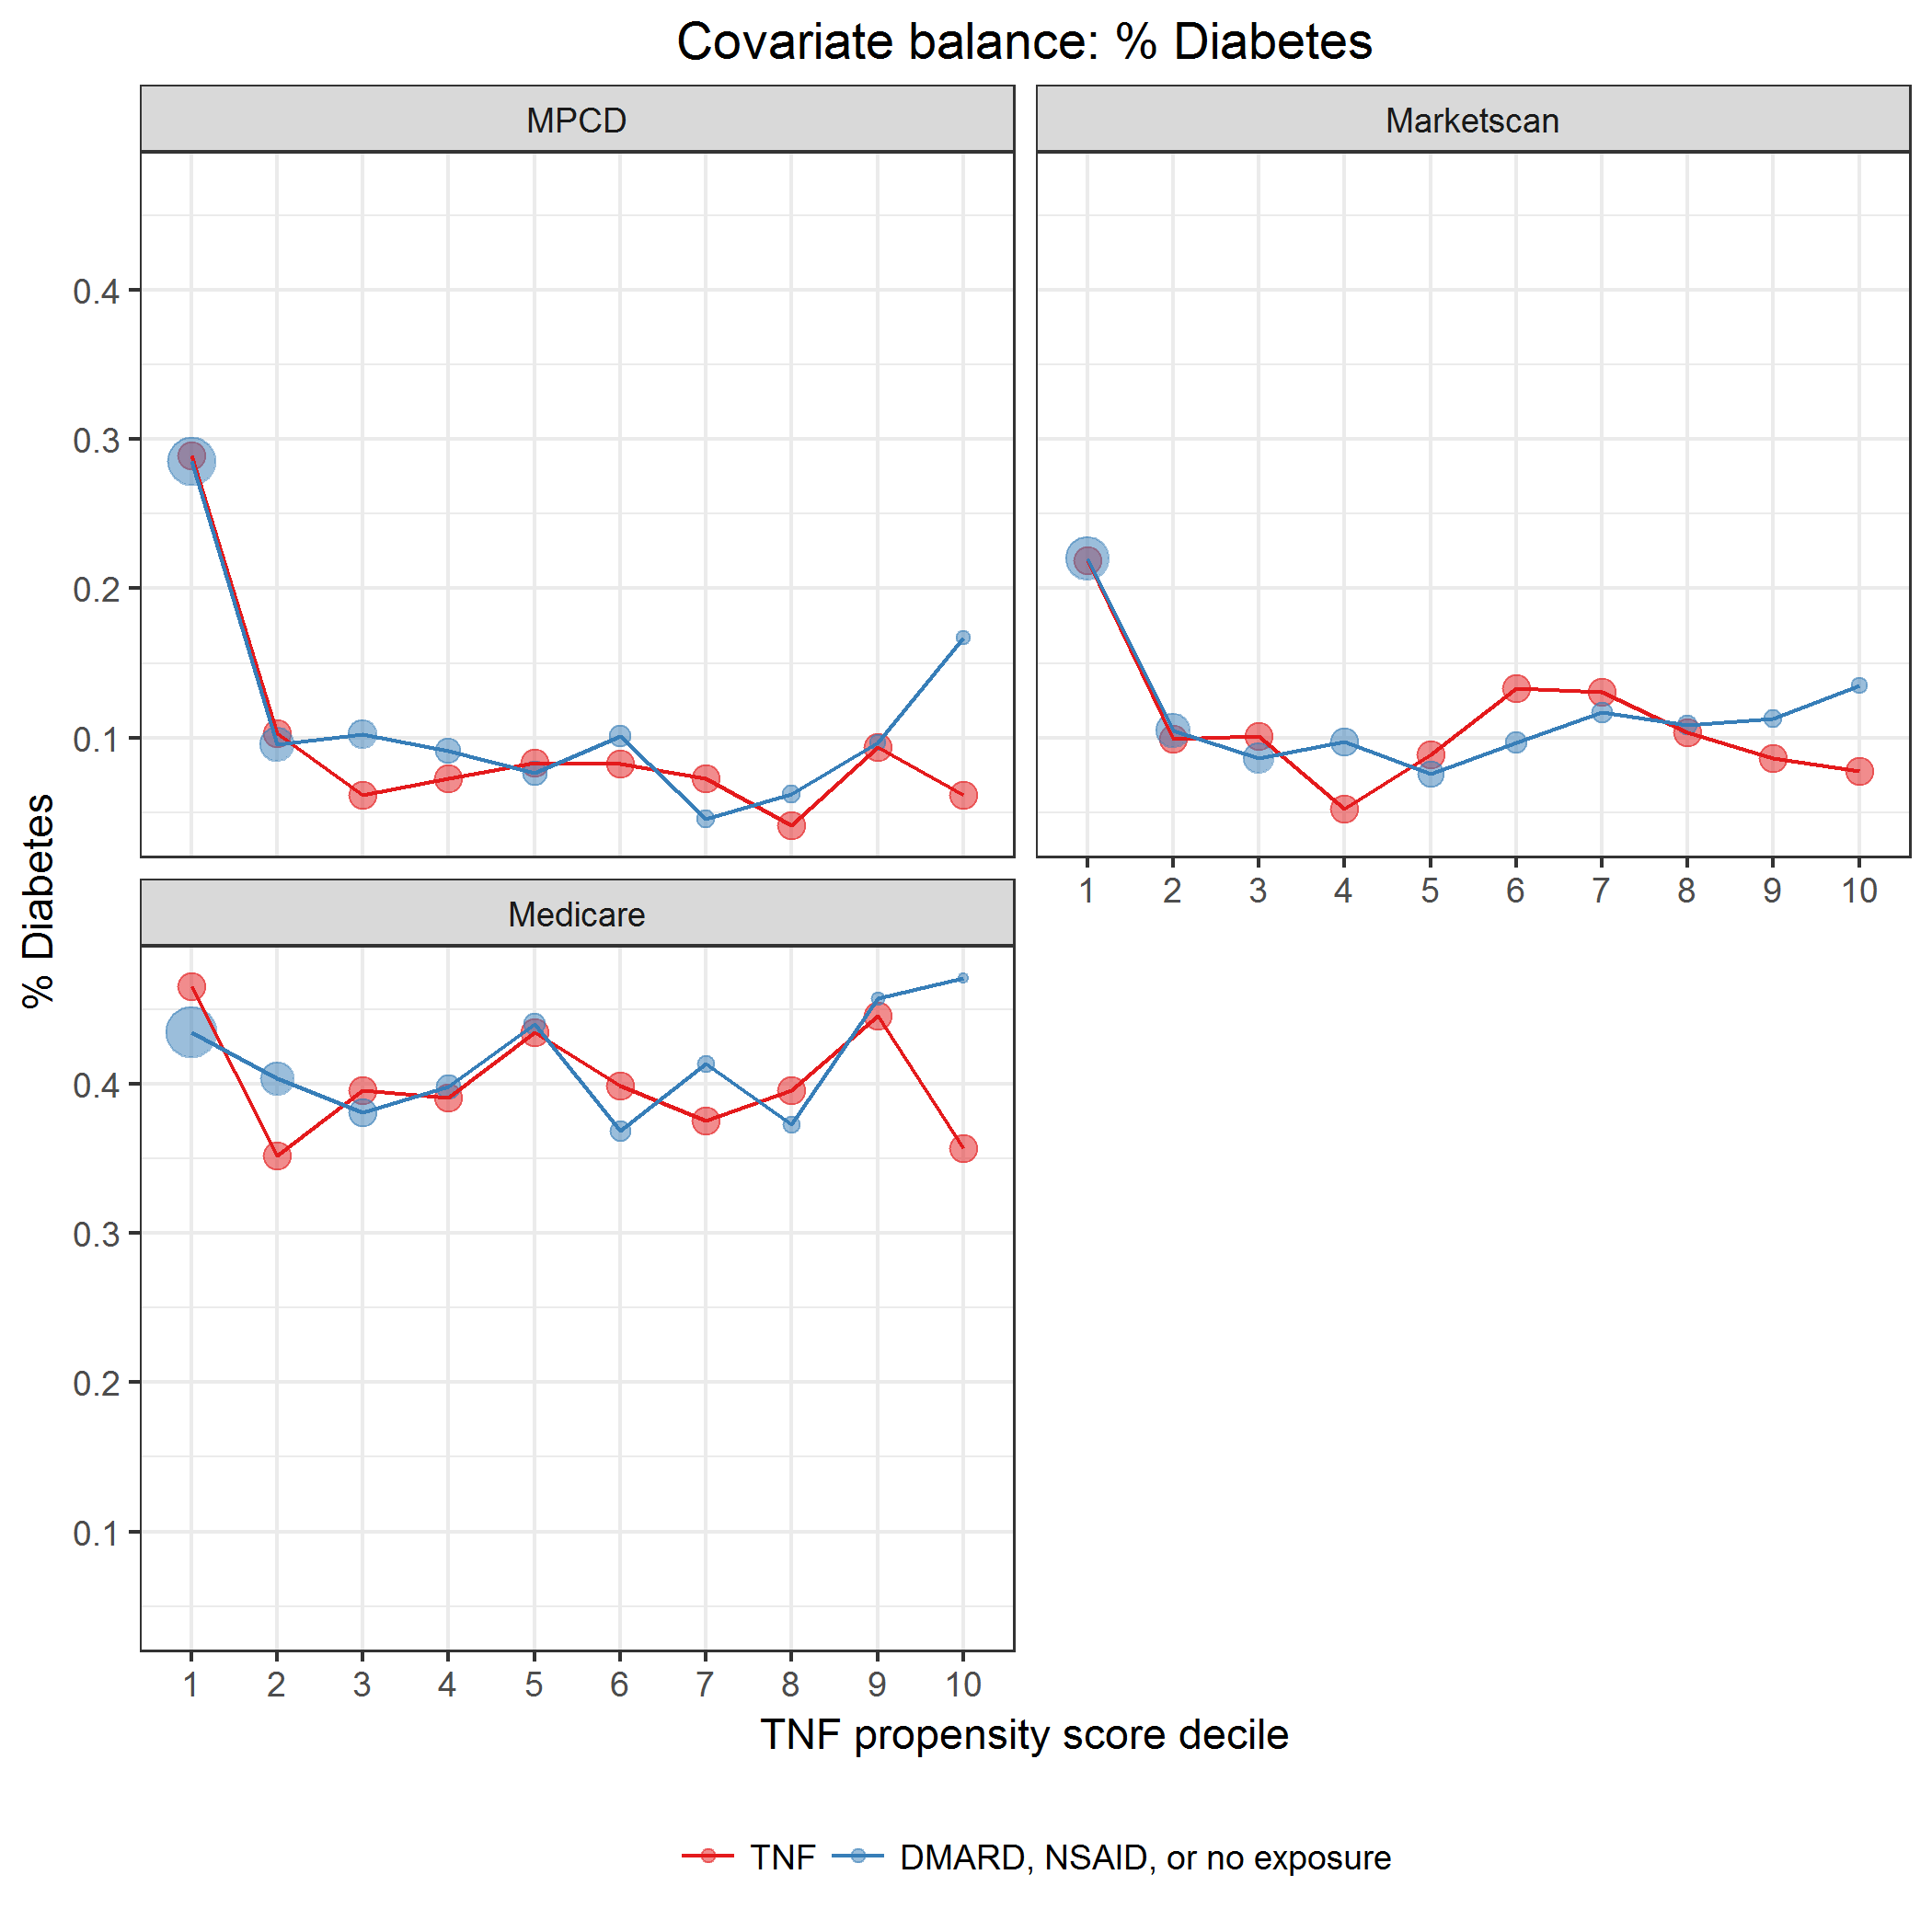 Covariate balance: % Diabetes
MPCD
Marketscan
0.4
0.3
0.2
0.1
1 2 3 4 5 6 7 8 9 10
Medicare
0.4
0.3
0.2
0.1
1 2 3 4 5 6 7 8 9 10
% Diabetes
TNF propensity score decile
TNF DMARD, NSAID, or no exposure